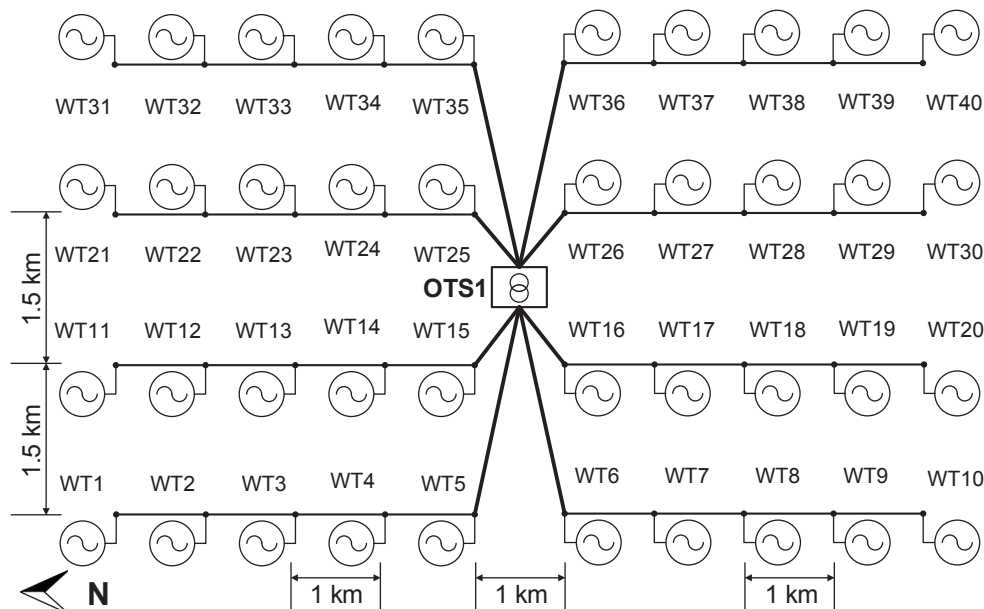 WT31 WT32 WT33 WT34 WT35 WT36 WT37 WT38 WT39 WT40
WT21 WT22 WT23 WT24 WT25 WT26 WT27 WT28 WT29 WT30
1.5 km
OTS1
WT11 WT12 WT13 WT14 WT15 WT16 WT17 WT18 WT19 WT20
1.5 km
WT1 WT2 WT3 WT4 WT5 WT6 WT7 WT8 WT9 WT10
N
1 km 1 km 1 km